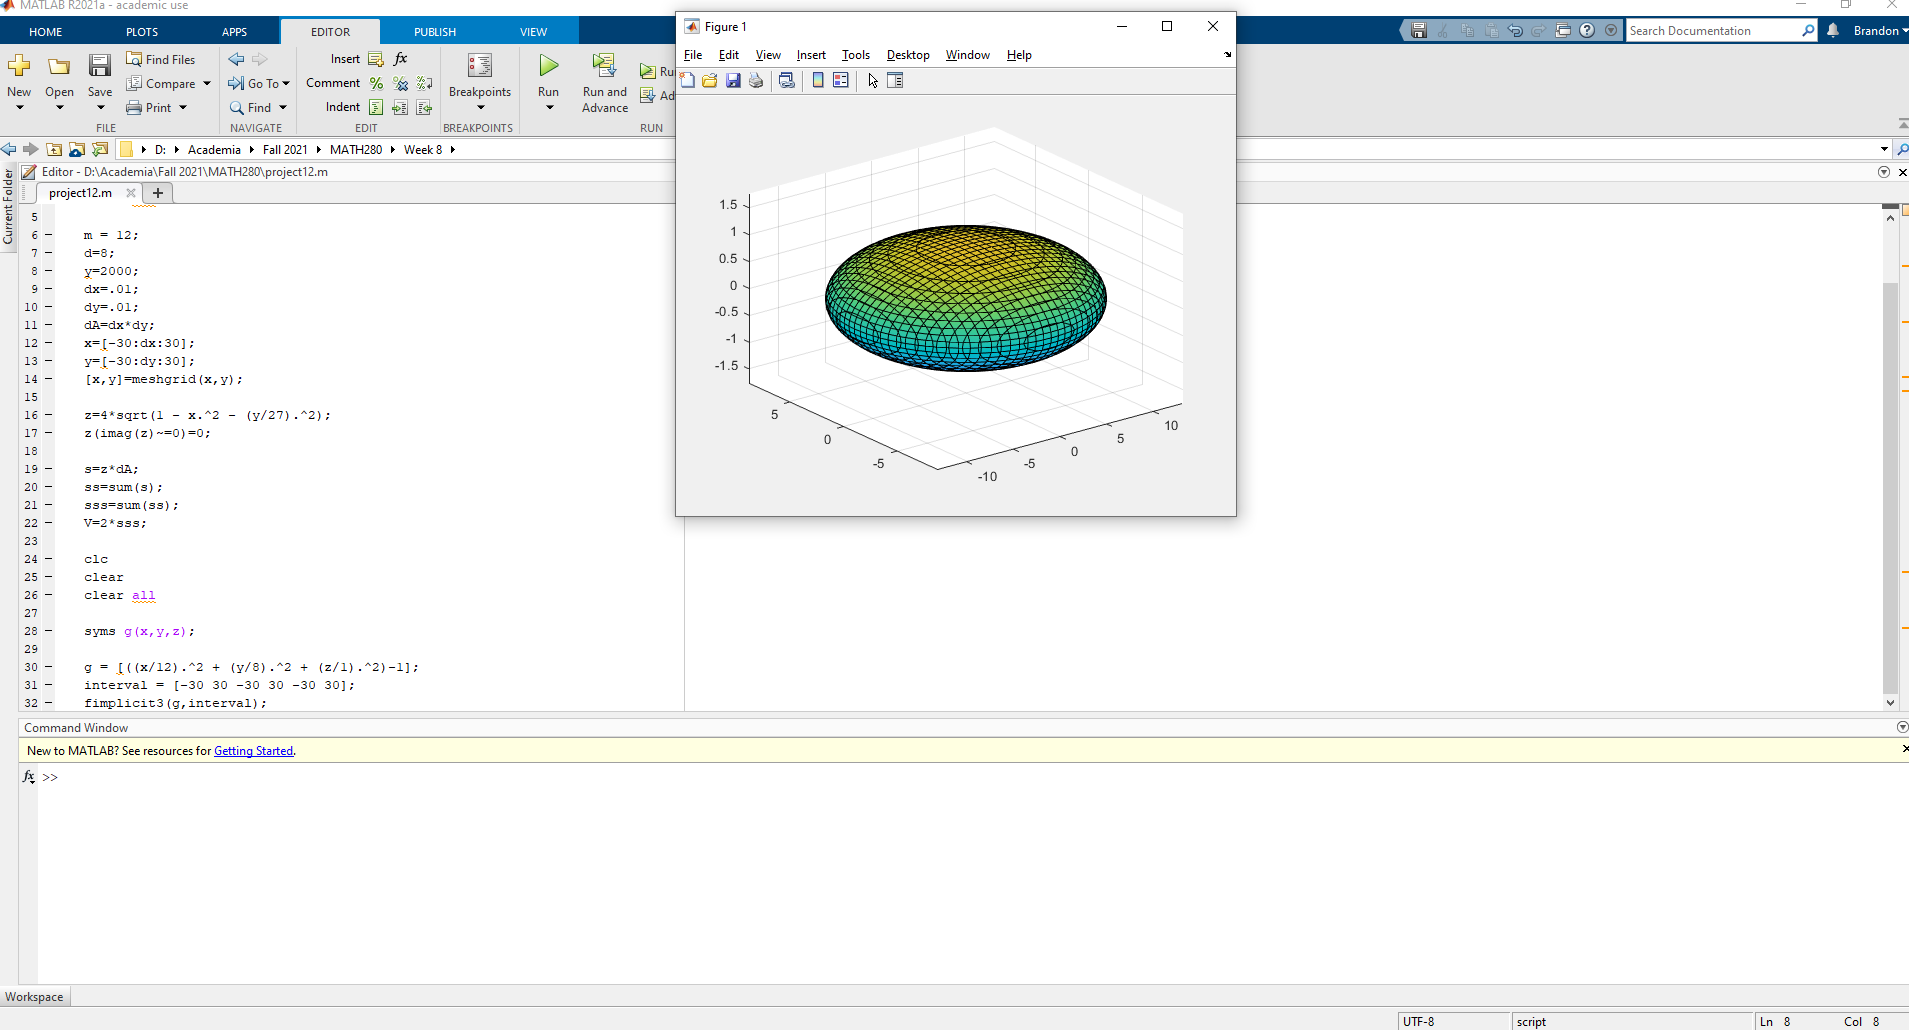 MATLAB R2021a - academic use
HOME PLOTS APPS EDITOR PUBLISH VIEW
Search Documentation
Brandon
New
Open
Save
Find Files
Compare
Print
FILE
Go To
Find
NAVIGATE
Insert
fx
Comment
Indent
EDIT
Breakpoints
BREAKPOINTS
Run
Run and
Advance
Ru
Ad
RUN
D: Academia Fall 2021 MATH280 Week 8
Current Folder
Editor - D:\Academia\Fall 2021\MATH280\project12.m
project12.m
5
6 m = 12;
7 d=8;
8 y=2000;
9 dx=.01;
10 dy=.01;
11 dA=dx*dy;
12 x=[-30:dx:30];
13 y=[-30:dy:30];
14 [x,y]=meshgrid(x,y);
15
16 z=4*sqrt(1 - x.^2 - (y/27).^2);
17 z(imag(z)~=0)=0;
18
19 s=z*dA;
20 ss=sum(s);
21 sss=sum(ss);
22 V=2*sss;
23
24 clc
25 clear
26 clear all
27
28 syms g(x,y,z);
29
30 g = [((x/12).^2 + (y/8).^2 + (z/1).^2)-1];
31 interval = [-30 30 -30 30 -30 30];
32 fimplicit3(g,interval);
Figure 1
File Edit View Insert Tools Desktop Window Help
1.5
1
0.5
0
-0.5
-1
-1.5
5
0
-5
-10
-5
0
5
10
Command Window
New to MATLAB? See resources for Getting Started.
fx >>
Workspace
UTF-8 script Ln 8 Col 8